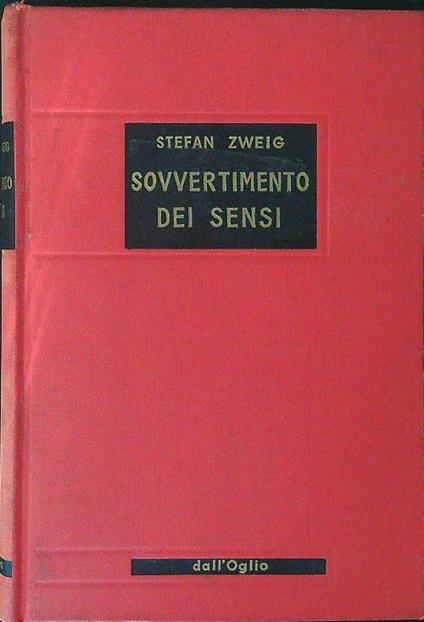 STEFAN ZWEIG
SOVVERTIMENTO
DEI SENSI
dall'Oglio